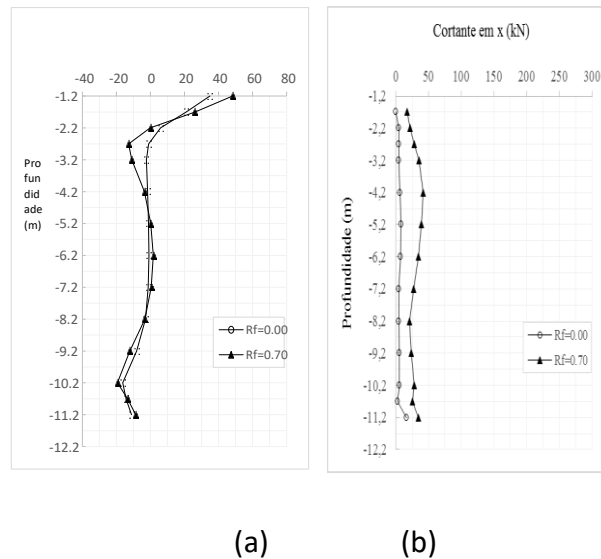 -40 -20 0 20 40 60 80
-1.2
-2.2
-3.2
-4.2
-5.2
-6.2
-7.2
-8.2
-9.2
-10.2
-11.2
-12.2
Pro
fun
did
ade
(m)
Rf=0.00
Rf=0.70
Cortante em x (kN)
0 50 100 150 200 250 300
-1,2
-2,2
-3,2
-4,2
-5,2
-6,2
-7,2
-8,2
-9,2
-10,2
-11,2
-12,2
Profundidade (m)
Rf=0.00
Rf=0.70
(a) (b)